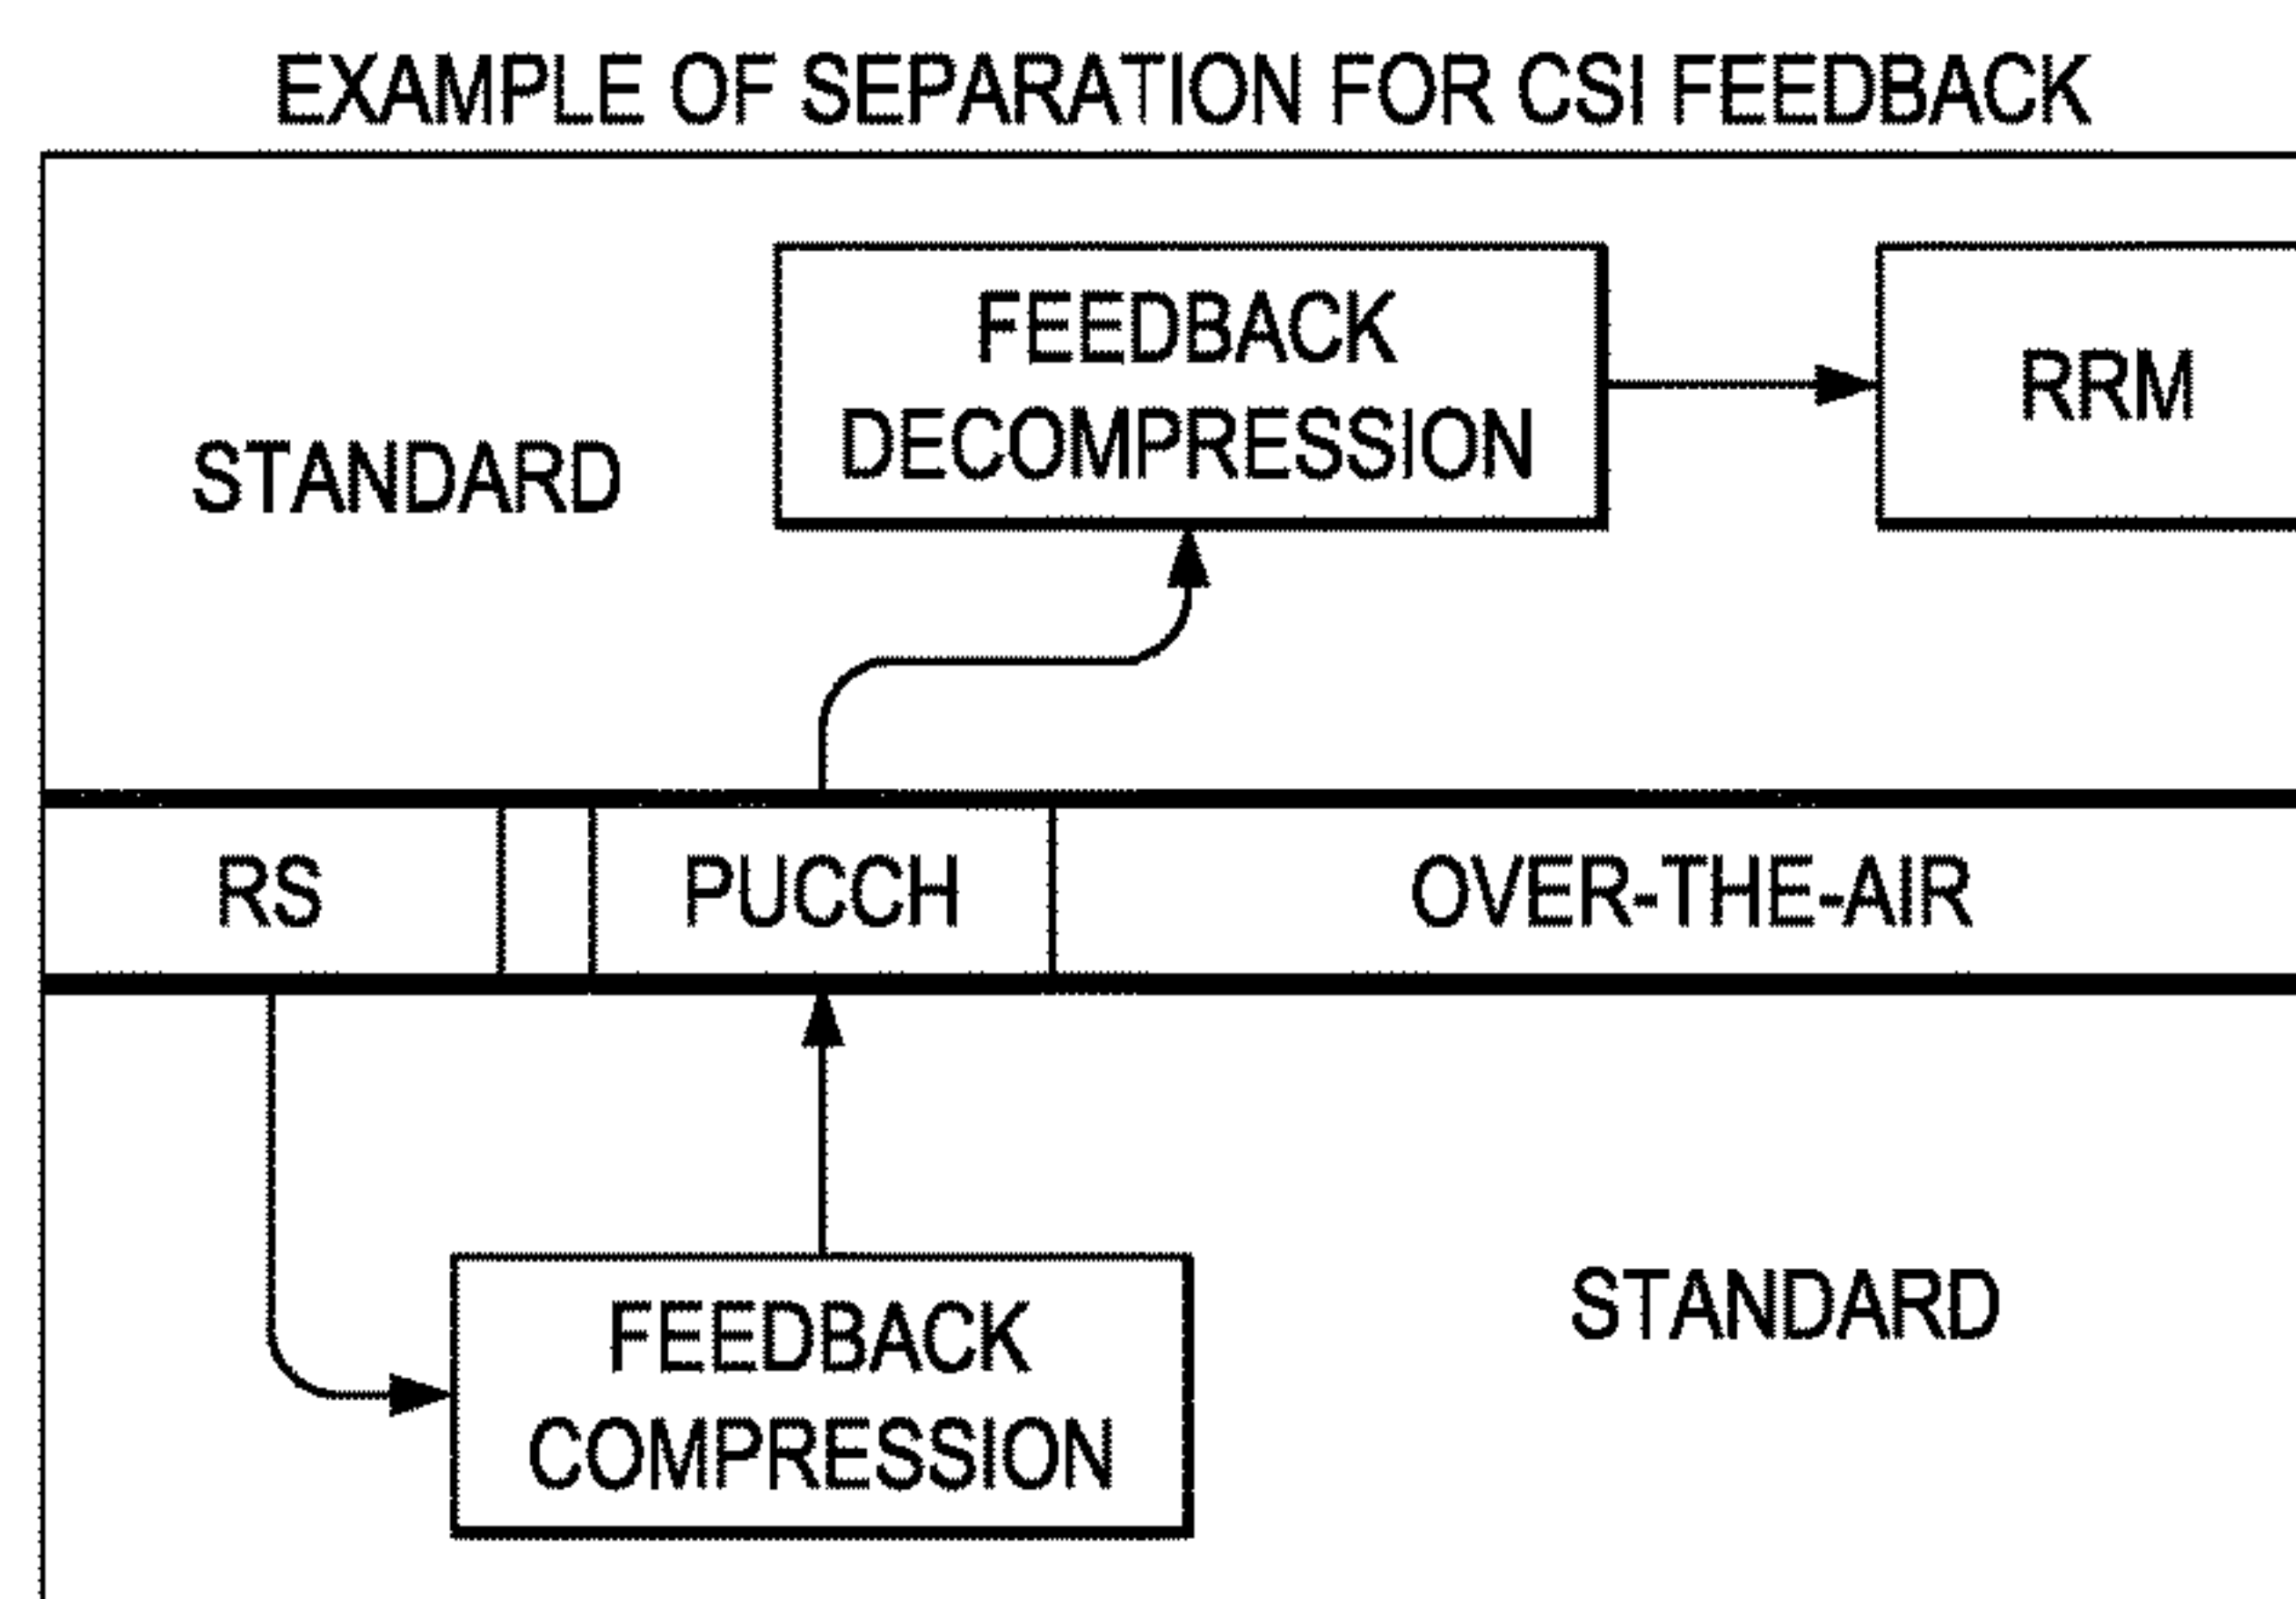 EXAMPLE OF SEPARATION FOR CSI FEEDBACK
FEEDBACK
DECOMPRESSION
RRM
STANDARD
RS
PUCCH
OVER-THE-AIR
FEEDBACK
COMPRESSION
STANDARD